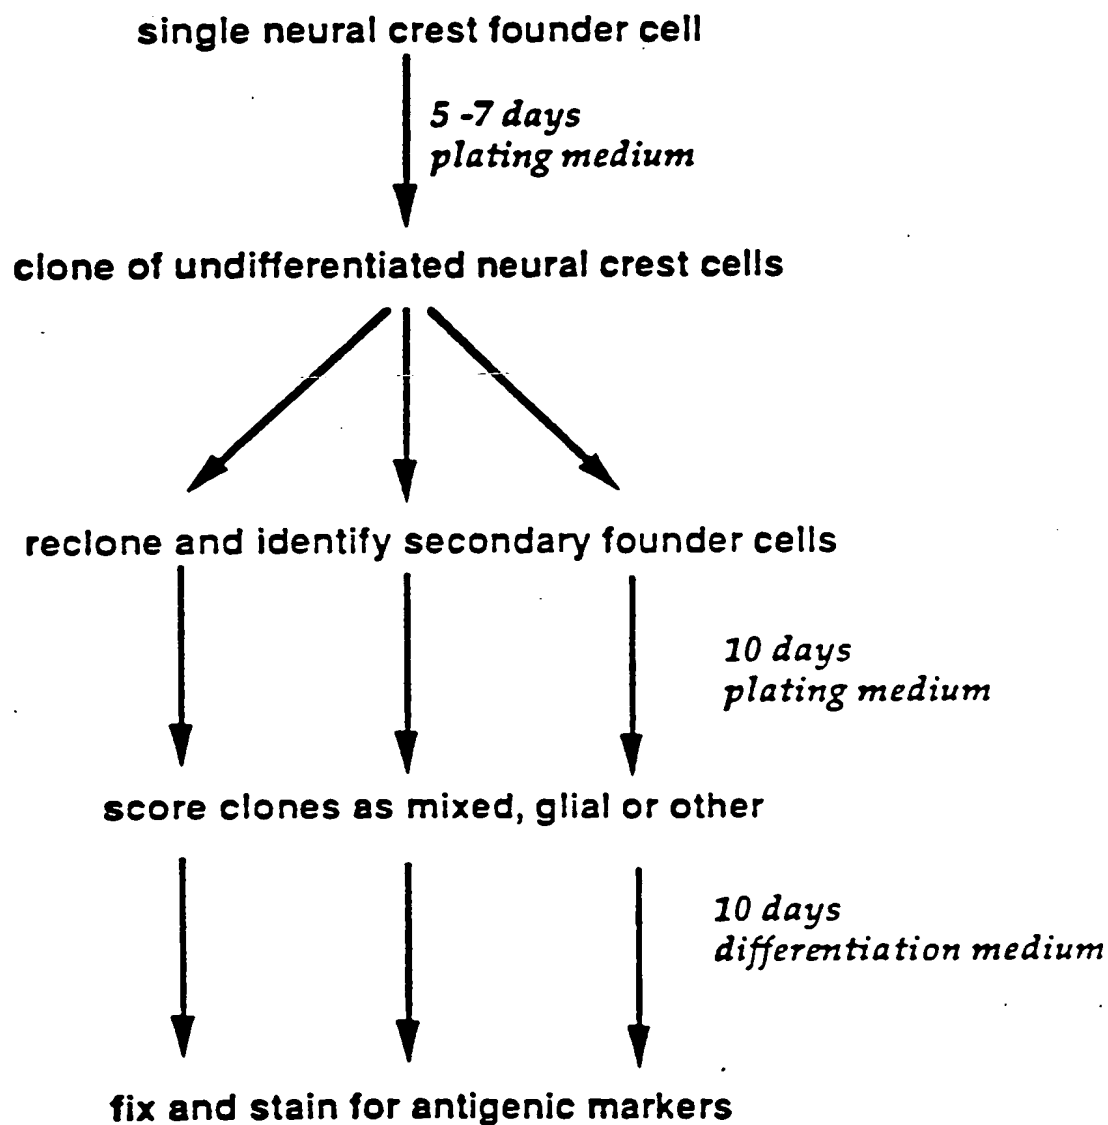 single neural crest founder cell
5 -7 days
plating medium
clone of undifferentiated neural crest cells
reclone and identify secondary founder cells
10 days
plating medium
score clones as mixed, glial or other
10 days
differentiation medium
fix and stain for antigenic markers